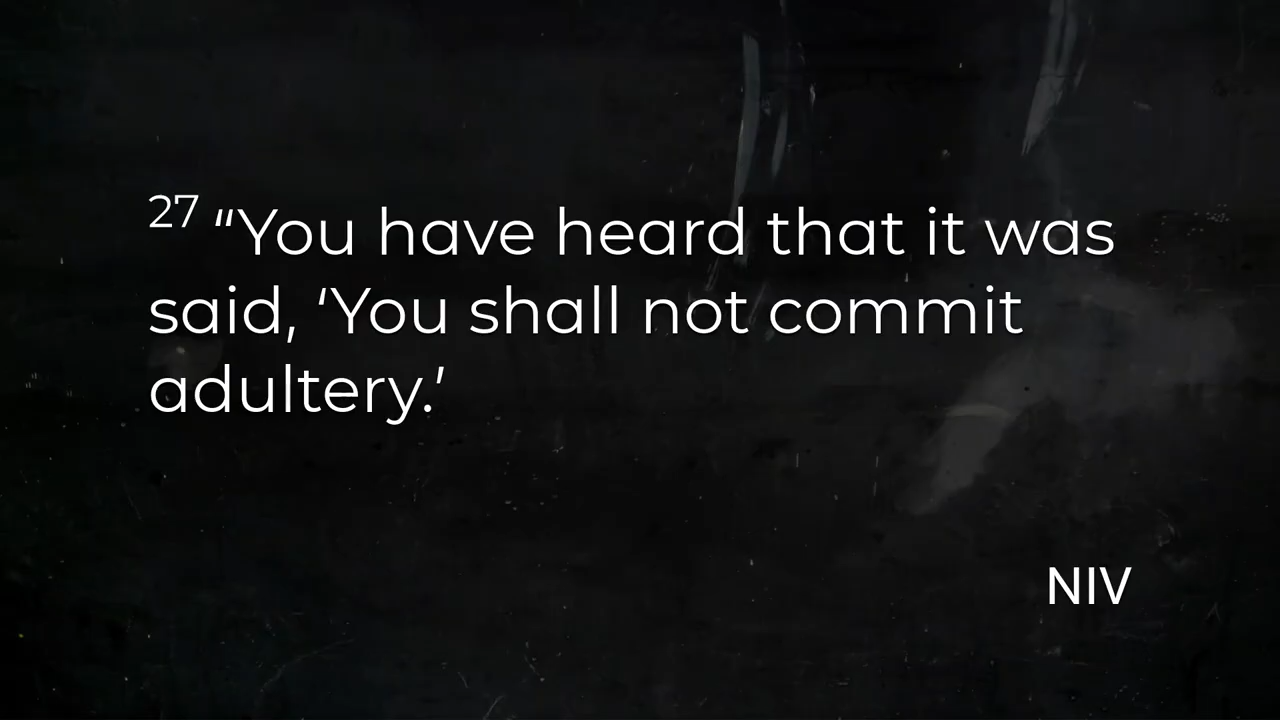 27 “You have heard that it was
said, ‘You shall not commit
adultery.’
NIV